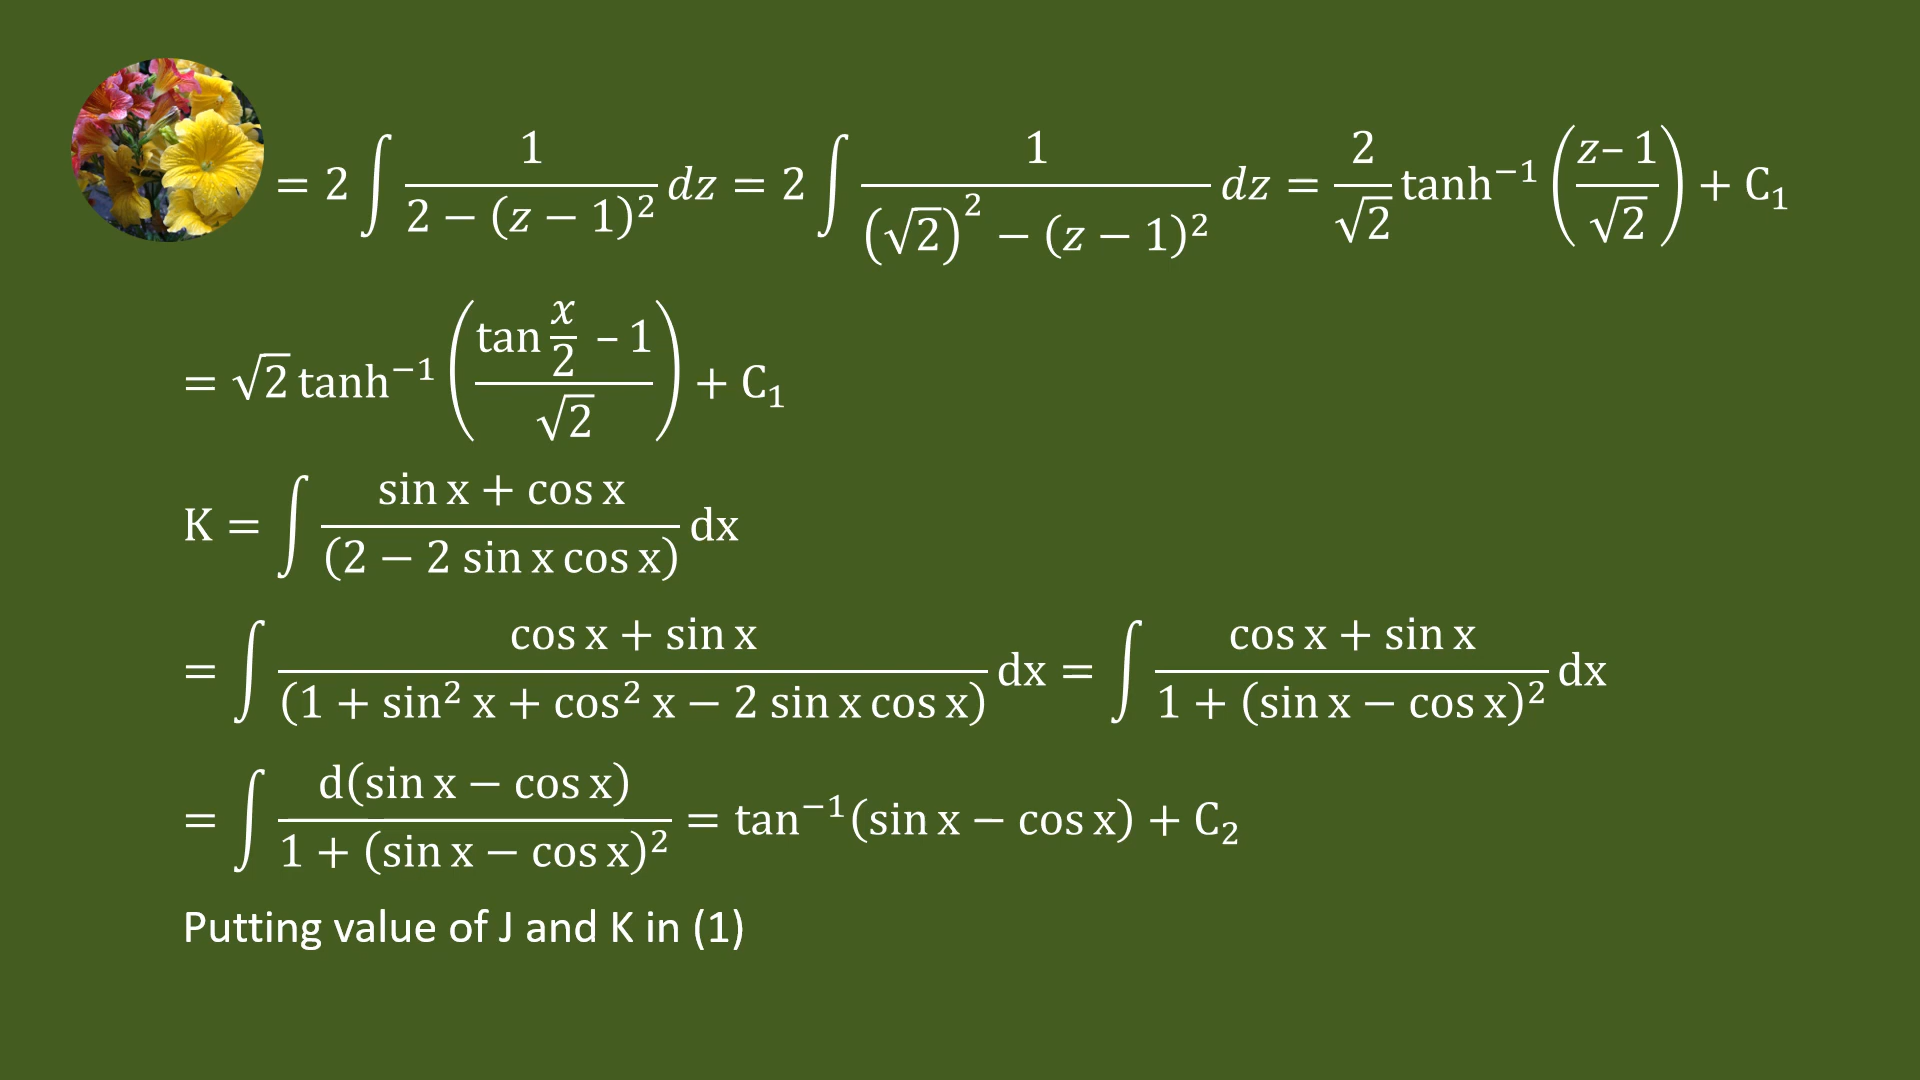 = 2 ∫ 1/(2 − (z − 1)²) dz = 2 ∫ 1/((√2)² − (z − 1)²) dz = 2/√2 tanh⁻¹((z– 1)/√2) + C₁
= √2 tanh⁻¹((tan x/2 – 1)/√2) + C₁
K = ∫ (sin x + cos x)/(2 − 2 sin x cos x) dx
= ∫ (cos x + sin x)/(1 + sin² x + cos² x − 2 sin x cos x) dx = ∫ (cos x + sin x)/(1 + (sin x − cos x)²) dx
= ∫ d(sin x − cos x)/(1 + (sin x − cos x)²) = tan⁻¹(sin x − cos x) + C₂
Putting value of J and K in (1)